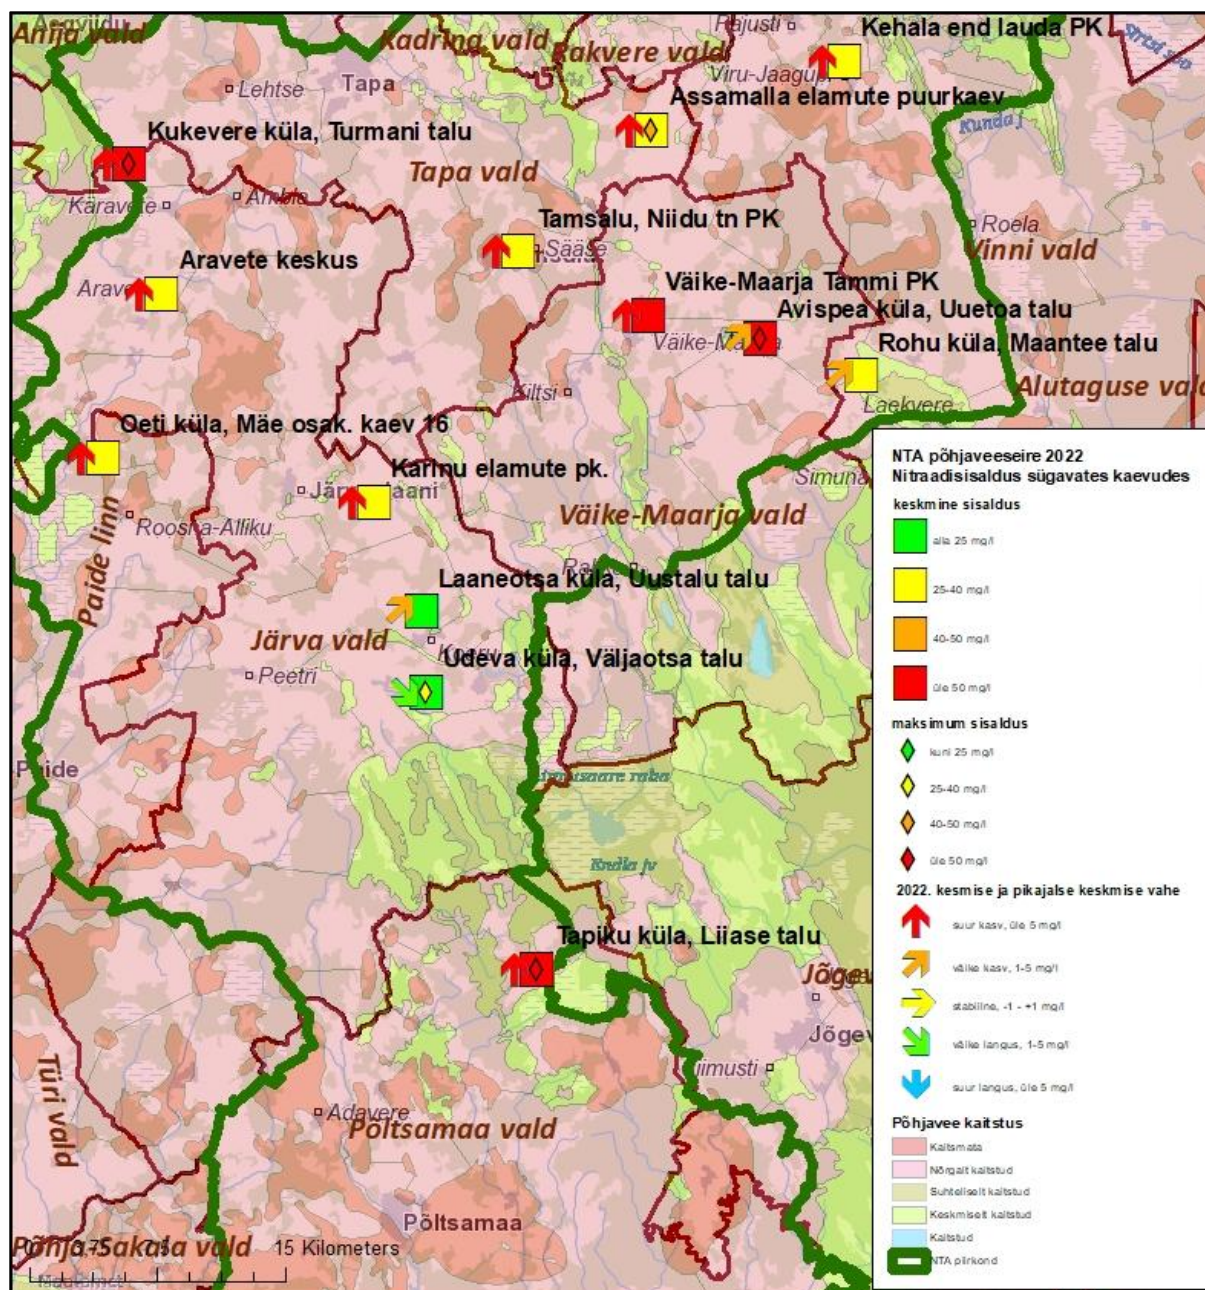 Aegviidu
Anija vald
Kadrina vald
Rakvere vald
Rajusti
Kehala end lauda PK
Lehtse
Tapa
Assamalla elamute puurkaev
Kunda j
Kukevere küla, Turmani talu
Tapa vald
Käravete
Ambla
Tamsalu, Niidu tn PK
Sääse
Roela
Vinni vald
Aravete keskus
Väike-Maarja Tammi PK
Avispea küla, Uuetoa talu
Rohu küla, Maantee talu
Kiltsi
Laekvere
Alutaguse vald
Oeti küla, Mäe osak. kaev 16
Karinu elamute pk.
Simuna
Roosna-Alliku
Väike-Maarja vald
Paide linn
Laaneotsa küla, Uustalu talu
Järva vald
Koeru
Udeva küla, Väljaotsa talu
Peetri
Paide
Endla jv
Tapiku küla, Liiase talu
Türi vald
Adavere
Põltsamaa vald
Põltsamaa
Põhja-Sakala vald
0 3,75 7,5 15 Kilometers
NTA põhjaveeseire 2022
Nitraadisisaldus sügavates kaevudes
keskmine sisaldus
alla 25 mg/l
25-40 mg/l
40-50 mg/l
üle 50 mg/l
maksimum sisaldus
kuni 25 mg/l
25-40 mg/l
40-50 mg/l
üle 50 mg/l
2022. kesmise ja pikajalse keskmise vahe
suur kasv, üle 5 mg/l
väike kasv, 1-5 mg/l
stabiilne, -1 - +1 mg/l
väike langus, 1-5 mg/l
suur langus, üle 5 mg/l
Põhjavee kaitstus
Kaitsmata
Nõrgalt kaitstud
Suhteliselt kaitstud
Keskmiselt kaitstud
Kaitstud
NTA piirkond